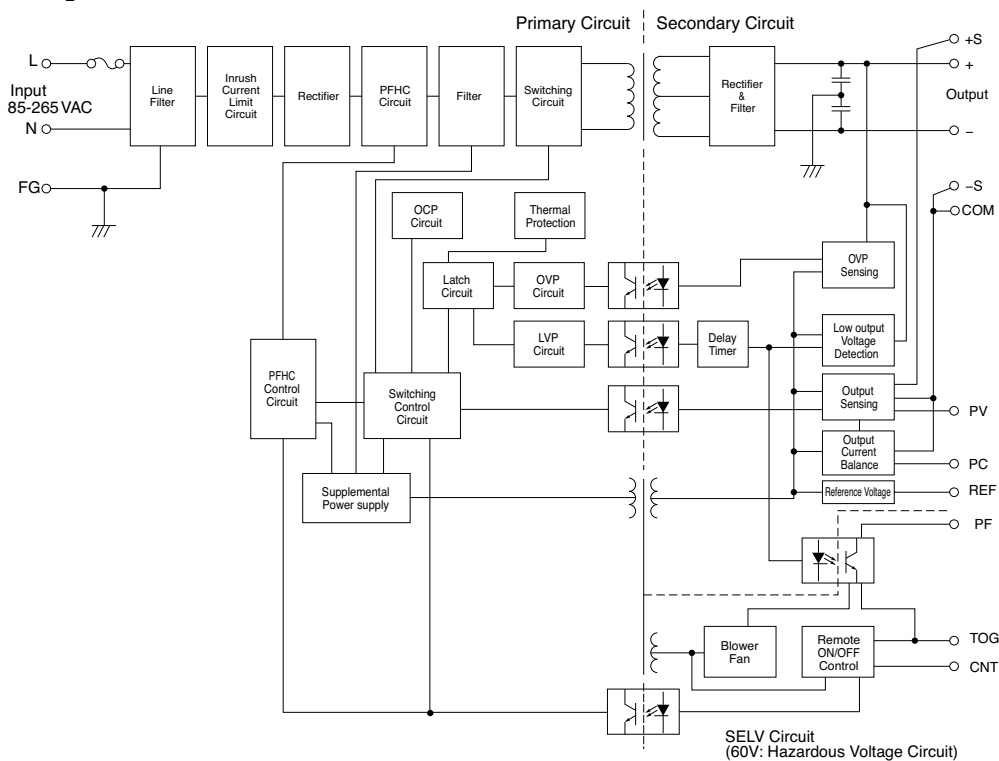 Primary Circuit
Secondary Circuit
+S
L
+
Input
85-265 VAC
Output
N
−
FG
−S
COM
Line
Filter
Inrush
Current
Limit
Circuit
Rectifier
PFHC
Circuit
Filter
Switching
Circuit
Rectifier
&
Filter
OCP
Circuit
Thermal
Protection
Latch
Circuit
OVP
Circuit
OVP
Sensing
LVP
Circuit
Delay
Timer
Low output
Voltage
Detection
PFHC
Control
Circuit
Switching
Control
Circuit
Output
Sensing
PV
Output
Current
Balance
PC
Supplemental
Power supply
Reference Voltage
REF
PF
Blower
Fan
Remote
ON/OFF
Control
TOG
CNT
SELV Circuit
(60V: Hazardous Voltage Circuit)